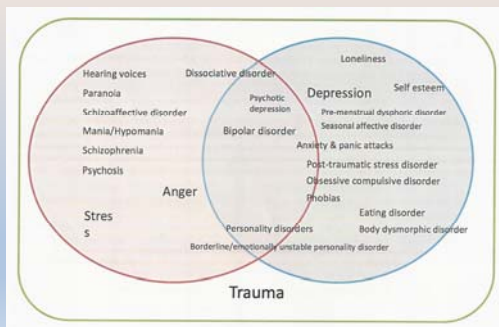 Loneliness
Hearing voices
Dissociative disorder
Paranoia
Depression
Self esteem
Psychotic
depression
Schizoaffective disorder
Pre-menstrual dysphoric disorder
Seasonal affective disorder
Mania/Hypomania
Bipolar disorder
Anxiety & panic attacks
Schizophrenia
Post-traumatic stress disorder
Psychosis
Obsessive compulsive disorder
Anger
Phobias
Stres
s
Eating disorder
Personality disorders
Body dysmorphic disorder
Borderline/emotionally unstable personality disorder
Trauma